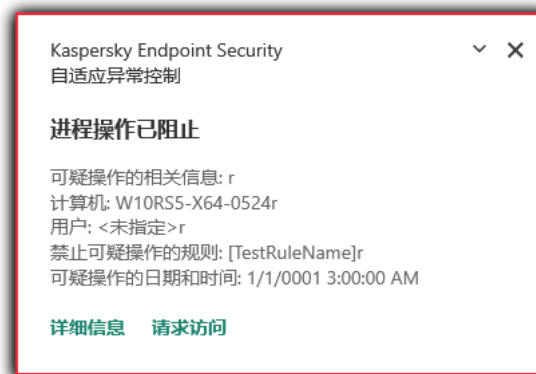 Kaspersky Endpoint Security
自适应异常控制
进程操作已阻止
可疑操作的相关信息: r
计算机: W10RS5-X64-0524r
用户: <未指定>r
禁止可疑操作的规则: [TestRuleName]r
可疑操作的日期和时间: 1/1/0001 3:00:00 AM
详细信息 请求访问